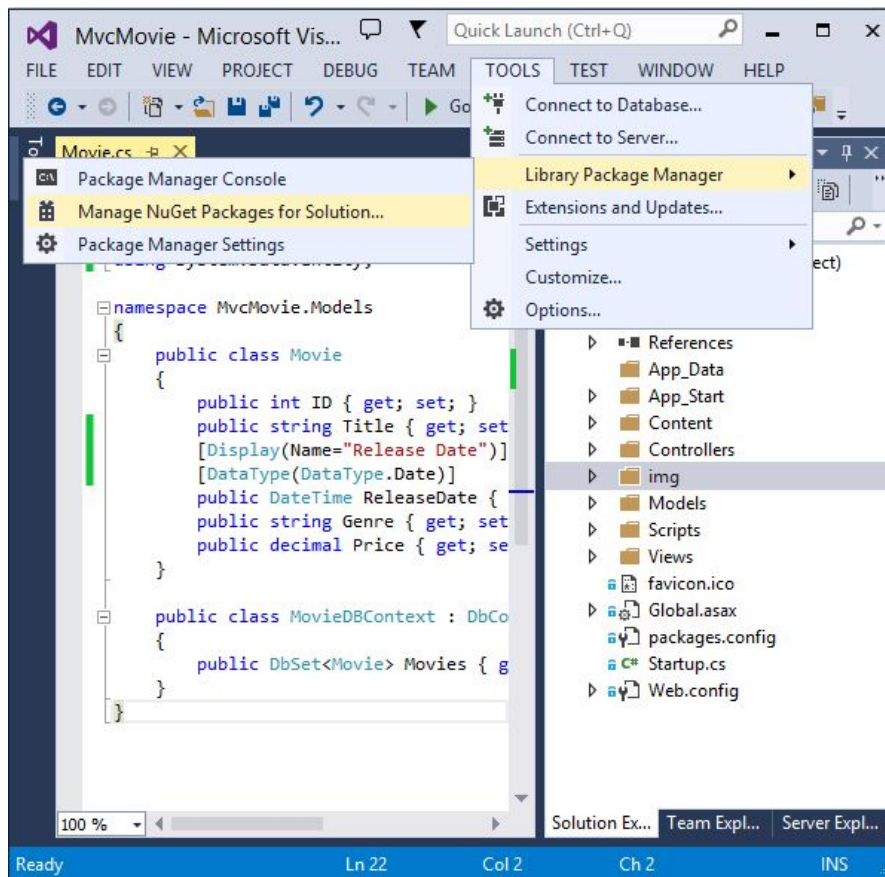 MvcMovie - Microsoft Vis...
Quick Launch (Ctrl+Q)
FILE EDIT VIEW PROJECT DEBUG TEAM TOOLS TEST WINDOW HELP
Go
Connect to Database...
Connect to Server...
Library Package Manager
Extensions and Updates...
Settings
Customize...
Options...
To
Movie.cs
Package Manager Console
Manage NuGet Packages for Solution...
Package Manager Settings
namespace MvcMovie.Models
{
public class Movie
{
public int ID { get; set; }
public string Title { get; set
[Display(Name="Release Date")]
[DataType(DataType.Date)]
public DateTime ReleaseDate {
public string Genre { get; set
public decimal Price { get; se
}
public class MovieDBContext : DbCo
{
public DbSet<Movie> Movies { g
}
}
100 %
ect)
References
App_Data
App_Start
Content
Controllers
img
Models
Scripts
Views
favicon.ico
Global.asax
packages.config
C# Startup.cs
Web.config
Solution Ex... Team Expl... Server Expl...
Ready Ln 22 Col 2 Ch 2 INS